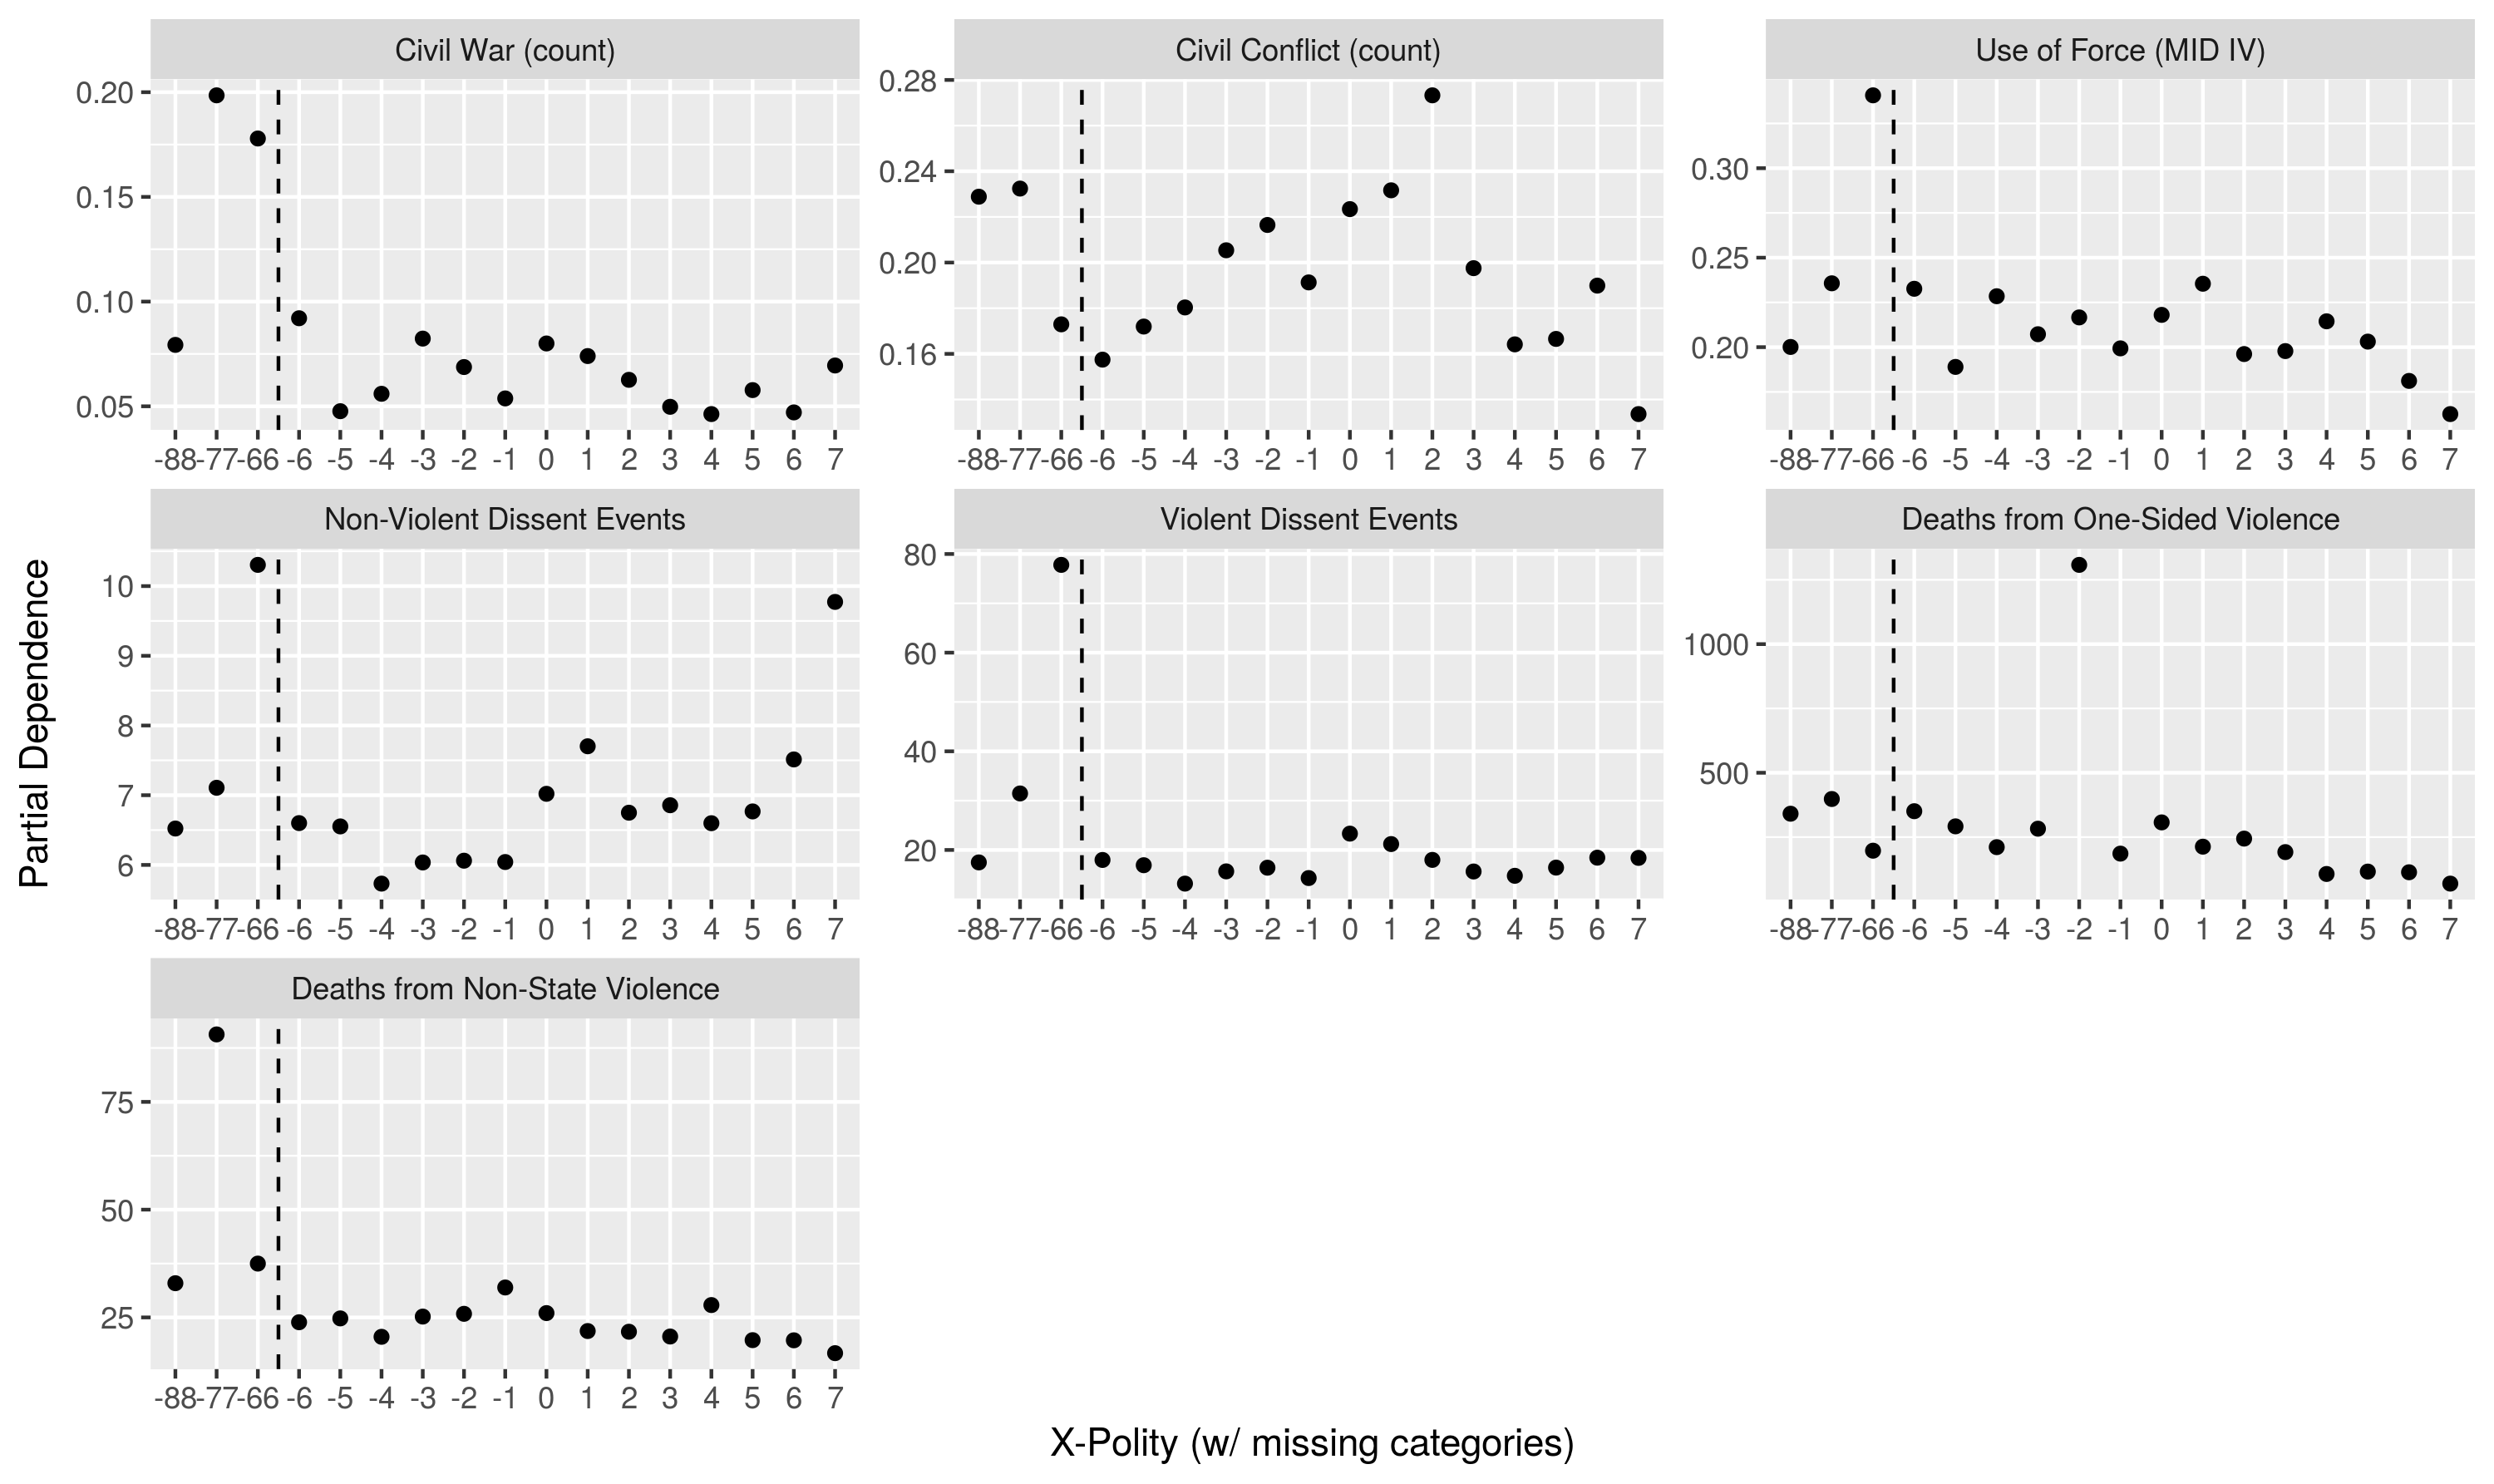 Civil War (count)
Civil Conflict (count)
Use of Force (MID IV)
0.20
0.15
0.10
0.05
0.28
0.24
0.20
0.16
0.30
0.25
0.20
-88 -77 -66 -6 -5 -4 -3 -2 -1 0 1 2 3 4 5 6 7
-88 -77 -66 -6 -5 -4 -3 -2 -1 0 1 2 3 4 5 6 7
-88 -77 -66 -6 -5 -4 -3 -2 -1 0 1 2 3 4 5 6 7
Partial Dependence
Non-Violent Dissent Events
Violent Dissent Events
Deaths from One-Sided Violence
10
9
8
7
6
80
60
40
20
1000
500
-88 -77 -66 -6 -5 -4 -3 -2 -1 0 1 2 3 4 5 6 7
-88 -77 -66 -6 -5 -4 -3 -2 -1 0 1 2 3 4 5 6 7
-88 -77 -66 -6 -5 -4 -3 -2 -1 0 1 2 3 4 5 6 7
Deaths from Non-State Violence
75
50
25
-88 -77 -66 -6 -5 -4 -3 -2 -1 0 1 2 3 4 5 6 7
X-Polity (w/ missing categories)